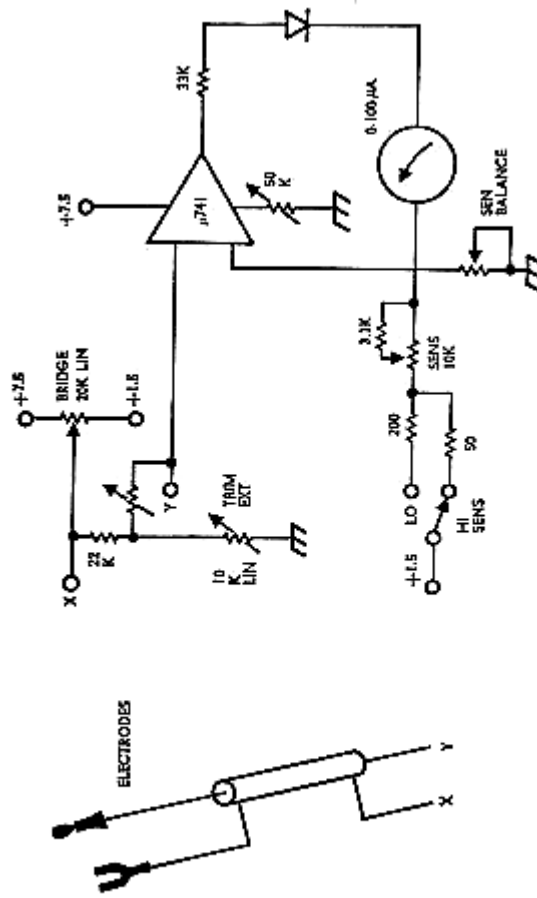 ELECTRODES
X
Y
X
+7.5
BRIDGE
20K LIN
+1.5
22
K
Y
TRIM
EXT
10
K
LIN
+7.5
μ741
50
K
33K
0-100μA
SEN
BALANCE
3.3K
SENS
10K
200
50
LO
HI
SENS
+1.5